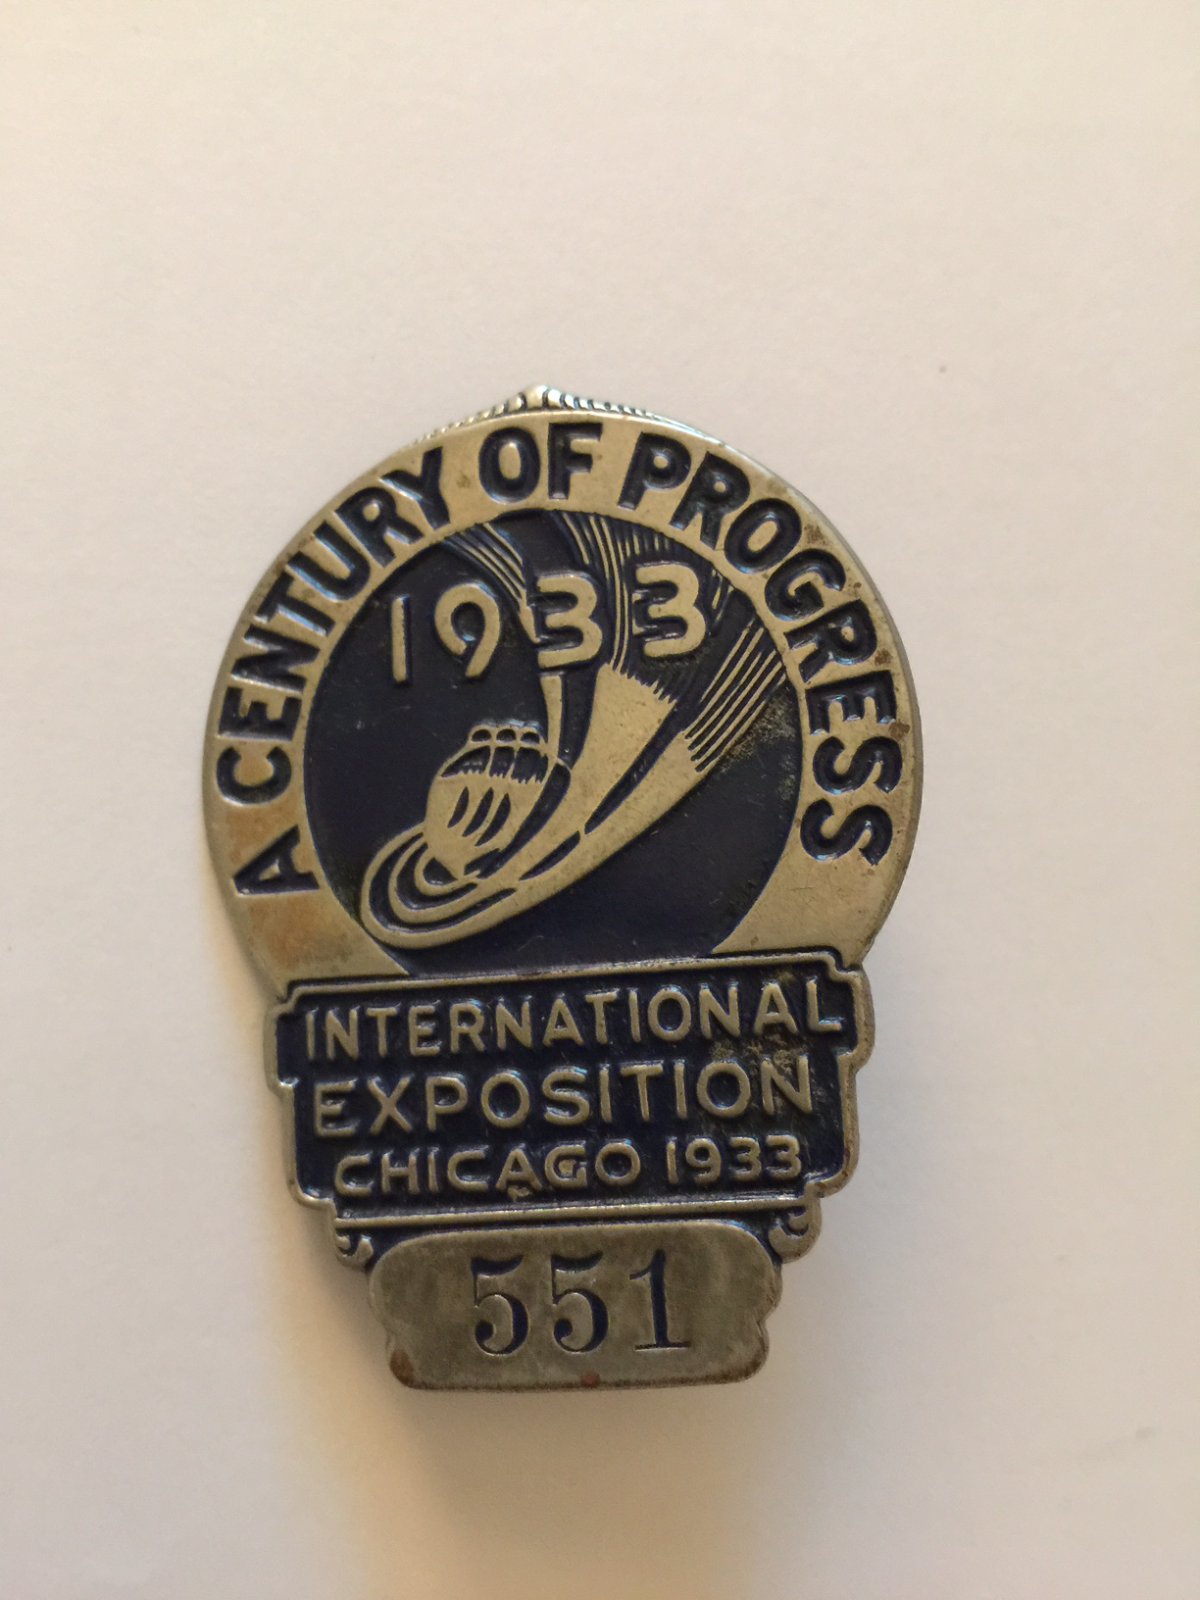 A CENTURY OF PROGRESS
1933
INTERNATIONAL
EXPOSITION
CHICAGO 1933
551